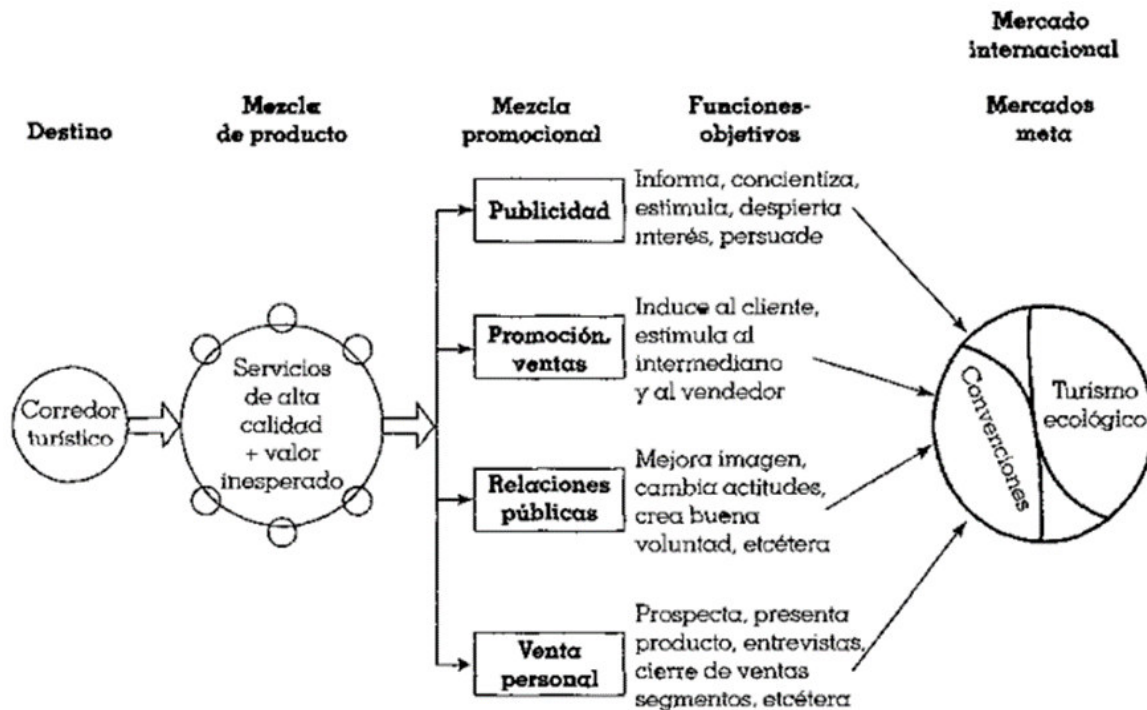 Mercado
internacional
Destino
Mezcla
de producto
Mezcla
promocional
Funciones-
objetivos
Mercados
meta
Corredor
turístico
Servicios
de alta
calidad
+ valor
inesperado
Publicidad
Informa, concientiza,
estimula, despierta
interés, persuade
Promoción,
ventas
Induce al cliente,
estimula al
intermediano
y al vendedor
Relaciones
públicas
Mejora imagen,
cambia actitudes,
crea buena
voluntad, etcétera
Venta
personal
Prospecta, presenta
producto, entrevistas,
cierre de ventas
segmentos, etcétera
Convenciones
Turismo
ecológico